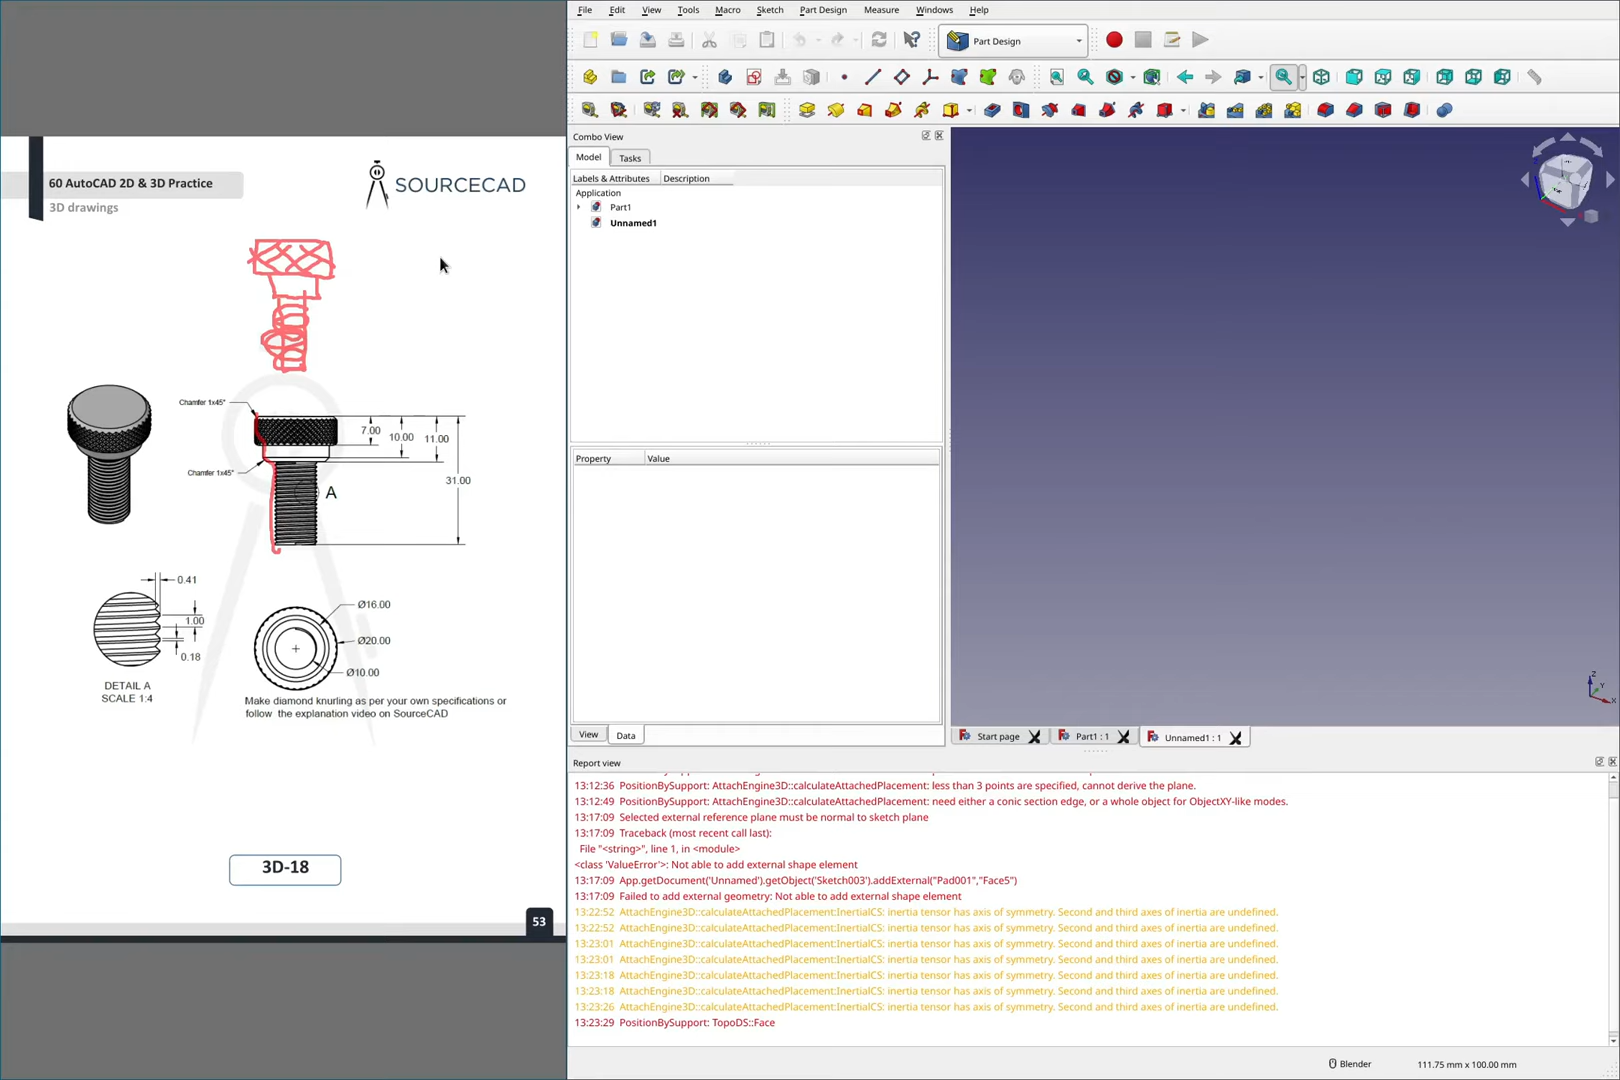 File Edit View Tools Macro Sketch Part Design Measure Windows Help
Part Design
60 AutoCAD 2D & 3D Practice
3D drawings
SOURCECAD
Chamfer 1x45°
7.00
10.00
11.00
Chamfer 1x45°
31.00
A
0.41
1.00
0.18
Ø16.00
Ø20.00
Ø10.00
DETAIL A
SCALE 1:4
Make diamond knurling as per your own specifications or
follow the explanation video on SourceCAD
3D-18
53
Combo View
Model Tasks
Labels & Attributes Description
Application
Part1
Unnamed1
Property Value
View Data
Z
Y
X
Start page Part1 : 1 Unnamed1 : 1
Report view
13:12:36 PositionBySupport: AttachEngine3D::calculateAttachedPlacement: less than 3 points are specified, cannot derive the plane.
13:12:49 PositionBySupport: AttachEngine3D::calculateAttachedPlacement: need either a conic section edge, or a whole object for ObjectXY-like modes.
13:17:09 Selected external reference plane must be normal to sketch plane
13:17:09 Traceback (most recent call last):
File "<string>", line 1, in <module>
<class 'ValueError'>: Not able to add external shape element
13:17:09 App.getDocument('Unnamed').getObject('Sketch003').addExternal("Pad001","Face5")
13:17:09 Failed to add external geometry: Not able to add external shape element
13:22:52 AttachEngine3D::calculateAttachedPlacement:InertialCS: inertia tensor has axis of symmetry. Second and third axes of inertia are undefined.
13:22:52 AttachEngine3D::calculateAttachedPlacement:InertialCS: inertia tensor has axis of symmetry. Second and third axes of inertia are undefined.
13:23:01 AttachEngine3D::calculateAttachedPlacement:InertialCS: inertia tensor has axis of symmetry. Second and third axes of inertia are undefined.
13:23:01 AttachEngine3D::calculateAttachedPlacement:InertialCS: inertia tensor has axis of symmetry. Second and third axes of inertia are undefined.
13:23:18 AttachEngine3D::calculateAttachedPlacement:InertialCS: inertia tensor has axis of symmetry. Second and third axes of inertia are undefined.
13:23:18 AttachEngine3D::calculateAttachedPlacement:InertialCS: inertia tensor has axis of symmetry. Second and third axes of inertia are undefined.
13:23:26 AttachEngine3D::calculateAttachedPlacement:InertialCS: inertia tensor has axis of symmetry. Second and third axes of inertia are undefined.
13:23:29 PositionBySupport: TopoDS::Face
Blender 111.75 mm x 100.00 mm